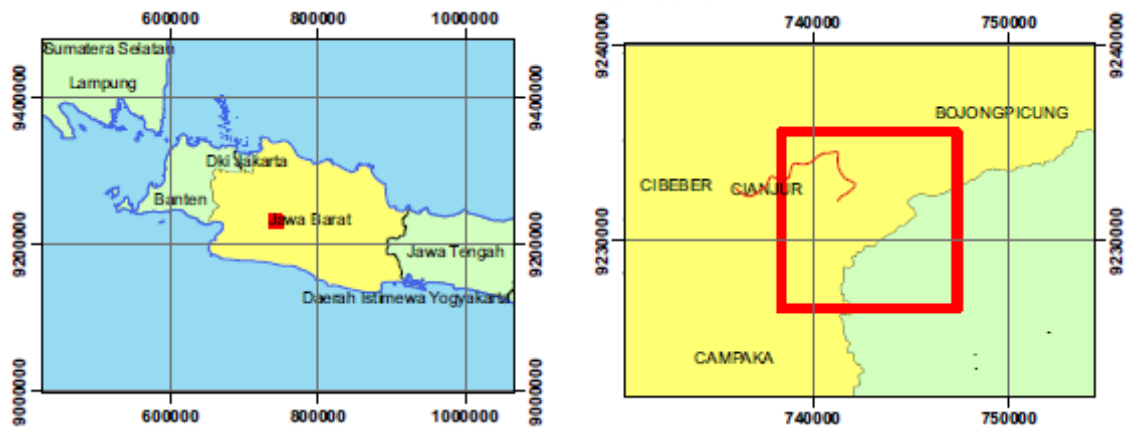 600000 800000 1000000
Sumatera Selatan
Lampung
9400000
9400000
Dki Jakarta
Banten
Jawa Barat
9200000
9200000
Jawa Tengah
Daerah Istimewa Yogyakarta
9000000
9000000
600000 800000 1000000
740000 750000
9240000
9240000
BOJONGPICUNG
CIBEBER CIANJUR
9230000
9230000
CAMPAKA
740000 750000